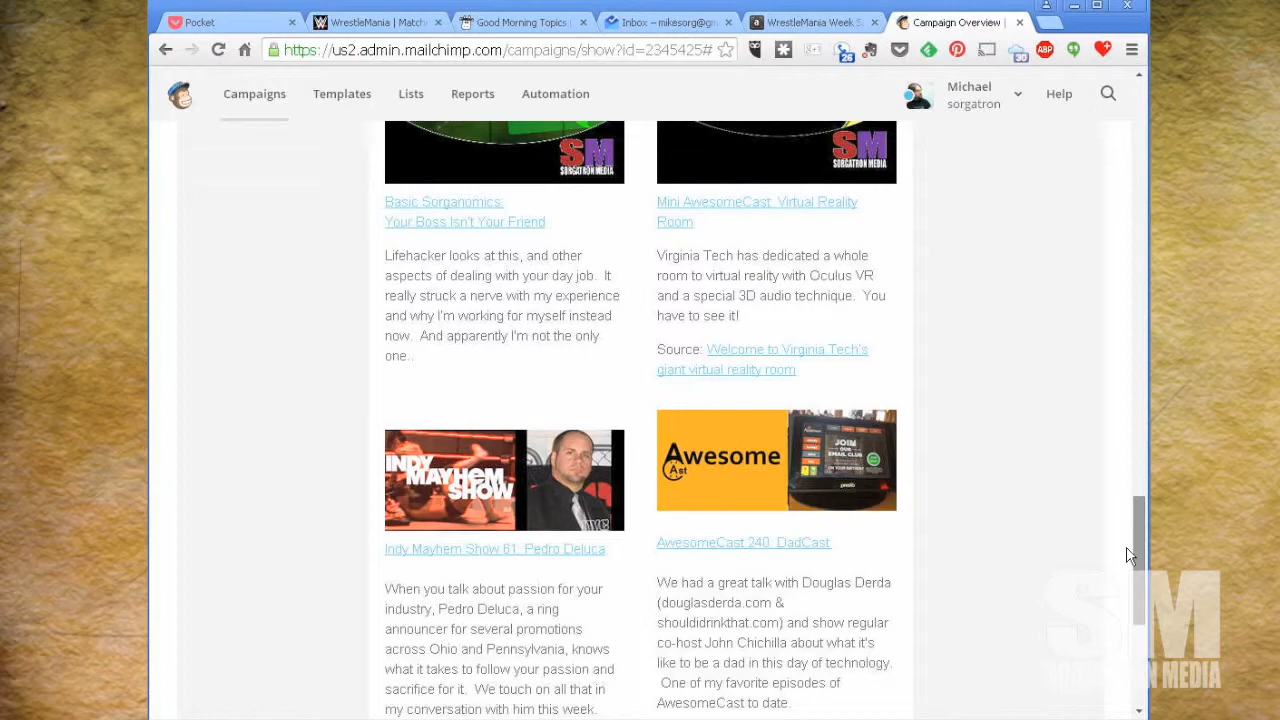 Pocket
WrestleMania | Match
Good Morning Topics |
Inbox – mikesorg@gm
WrestleMania Week S
Campaign Overview |
https://us2.admin.mailchimp.com/campaigns/show?id=2345425#
26
30
ABP
Campaigns
Templates
Lists
Reports
Automation
Michael
sorgatron
Help
SM
SORGATRON MEDIA
SM
SORGATRON MEDIA
Basic Sorganomics:
Your Boss Isn't Your Friend
Lifehacker looks at this, and other
aspects of dealing with your day job. It
really struck a nerve with my experience
and why I'm working for myself instead
now. And apparently I'm not the only
one..
Mini AwesomeCast: Virtual Reality
Room
Virginia Tech has dedicated a whole
room to virtual reality with Oculus VR
and a special 3D audio technique. You
have to see it!
Source: Welcome to Virginia Tech's
giant virtual reality room
INDY
MAYHEM
SHOW
Indy Mayhem Show 61: Pedro Deluca
When you talk about passion for your
industry, Pedro Deluca, a ring
announcer for several promotions
across Ohio and Pennsylvania, knows
what it takes to follow your passion and
sacrifice for it. We touch on all that in
my conversation with him this week.
Awesome
Cast
JOIN
OUR
EMAIL CLUB
presto
AwesomeCast 240: DadCast
We had a great talk with Douglas Derda
(douglasderda.com &
shouldidrinkthat.com) and show regular
co-host John Chichilla about what it's
like to be a dad in this day of technology.
One of my favorite episodes of
AwesomeCast to date.
SM
SORGATRON MEDIA